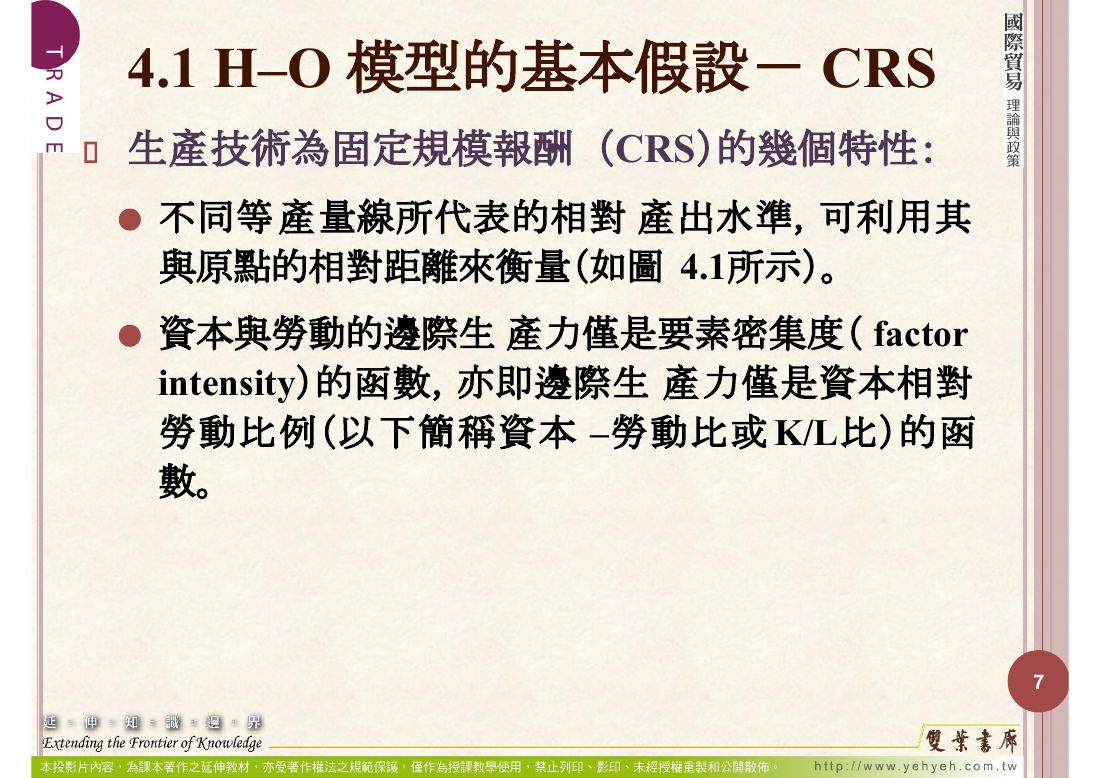 TRADE
國際貿易 理論與政策
4.1 H–O 模型的基本假設－ CRS
生產技術為固定規模報酬 (CRS)的幾個特性:
不同等產量線所代表的相對產出水準, 可利用其
與原點的相對距離來衡量(如圖 4.1所示)。
資本與勞動的邊際生產力僅是要素密集度( factor
intensity)的函數, 亦即邊際生產力僅是資本相對
勞動比例(以下簡稱資本 –勞動比或K/L比)的函
數。
7
延‧伸‧知‧識‧邊‧界
Extending the Frontier of Knowledge
雙葉書廊
本投影片內容,為課本著作之延伸教材,亦受著作權法之規範保護,僅作為授課教學使用,禁止列印、影印、未經授權重製和公開散佈。
http://www.yehyeh.com.tw